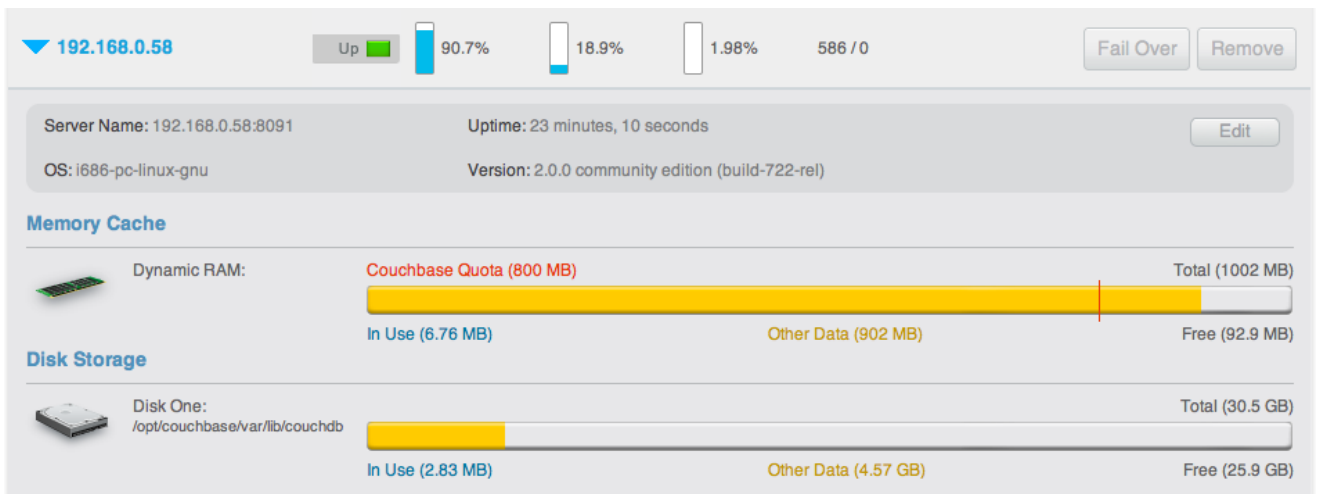 192.168.0.58 Up 90.7% 18.9% 1.98% 586 / 0 Fail Over Remove
Server Name: 192.168.0.58:8091 Uptime: 23 minutes, 10 seconds Edit
OS: i686-pc-linux-gnu Version: 2.0.0 community edition (build-722-rel)
Memory Cache
Dynamic RAM: Couchbase Quota (800 MB) Total (1002 MB)
In Use (6.76 MB) Other Data (902 MB) Free (92.9 MB)
Disk Storage
Disk One: Total (30.5 GB)
/opt/couchbase/var/lib/couchdb
In Use (2.83 MB) Other Data (4.57 GB) Free (25.9 GB)